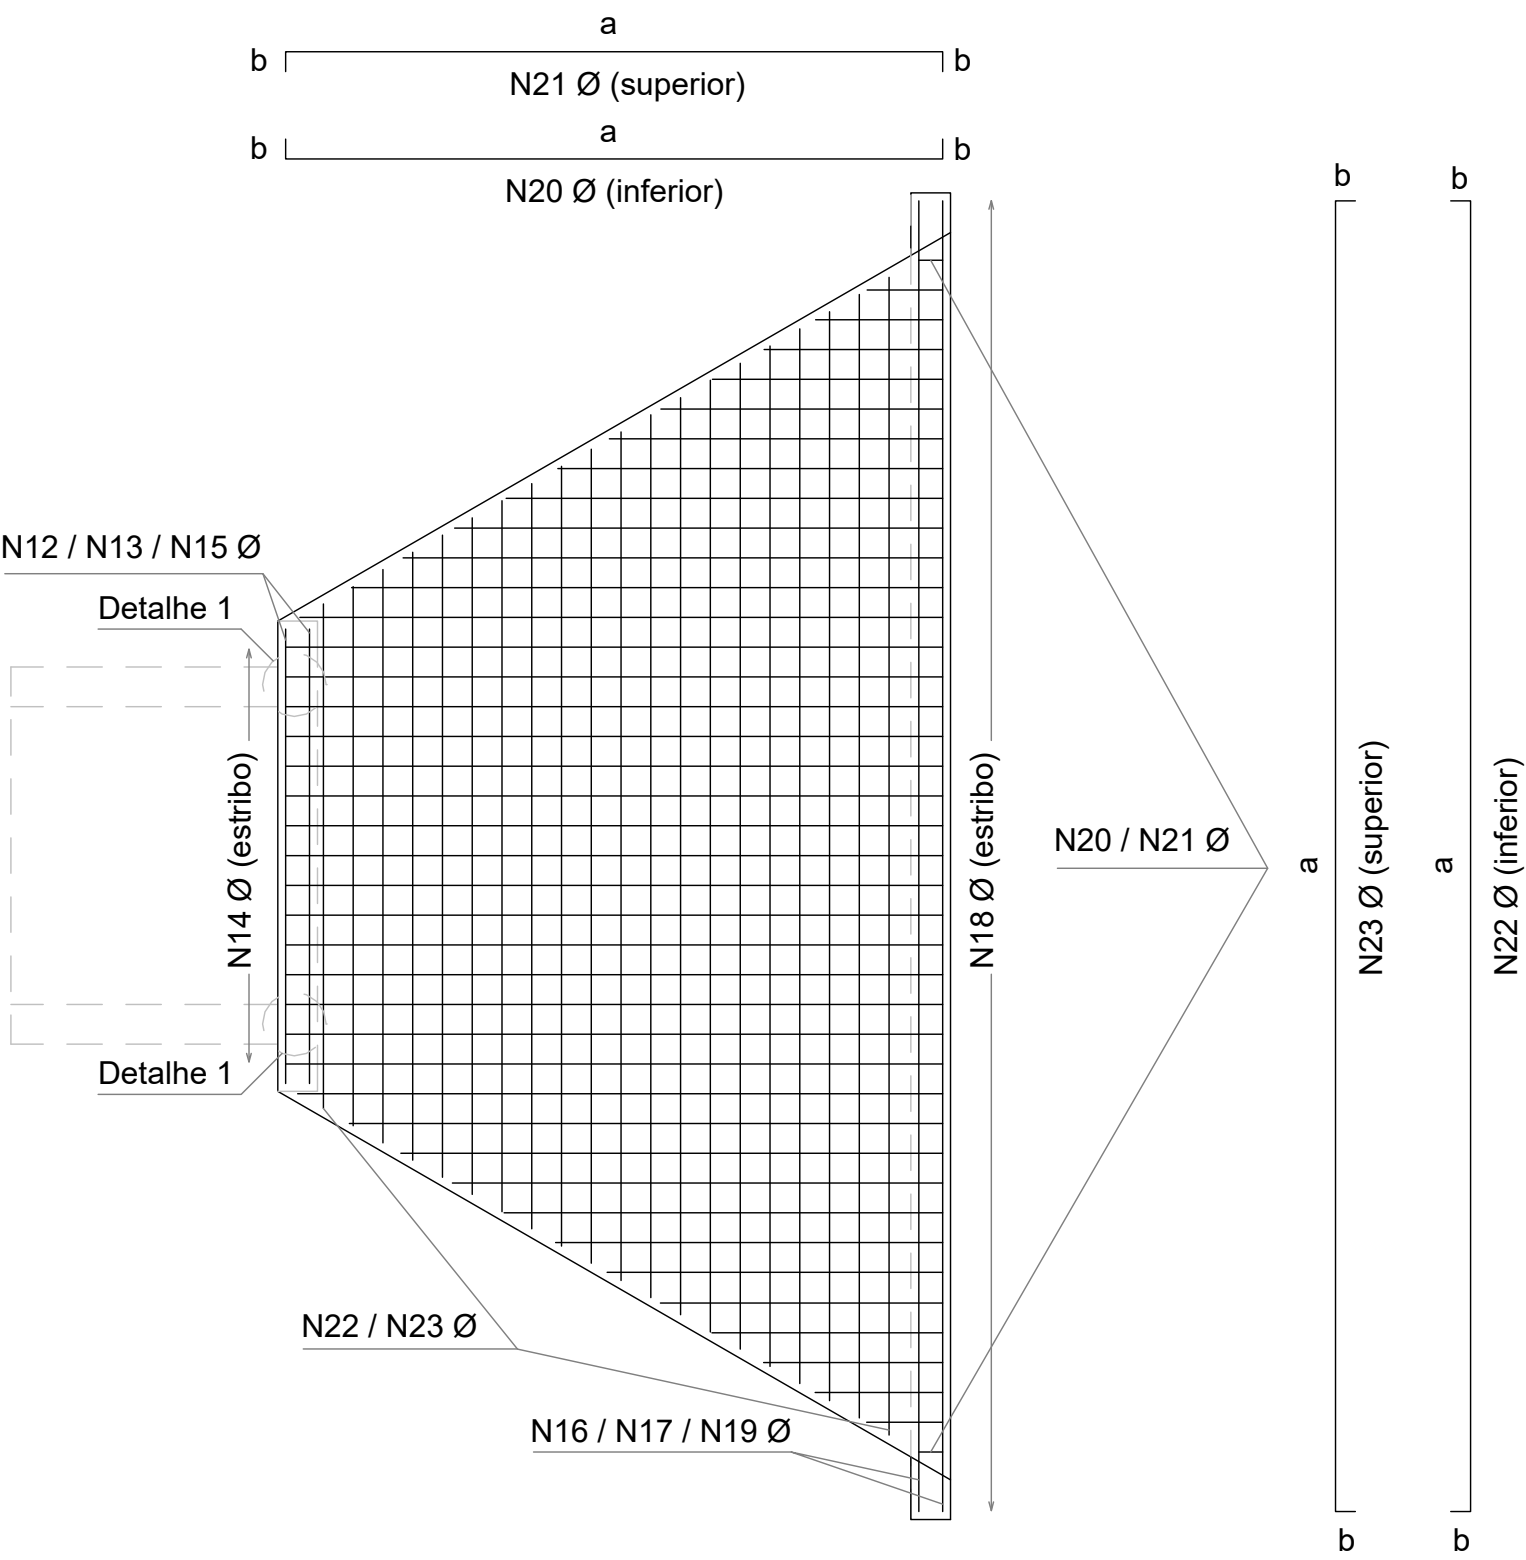 a
b
b
N21 Ø (superior)
a
b
b
N20 Ø (inferior)
b
b
N12 / N13 / N15 Ø
Detalhe 1
N14 Ø (estribo)
N18 Ø (estribo)
N20 / N21 Ø
a
N23 Ø (superior)
a
N22 Ø (inferior)
Detalhe 1
N22 / N23 Ø
N16 / N17 / N19 Ø
b
b